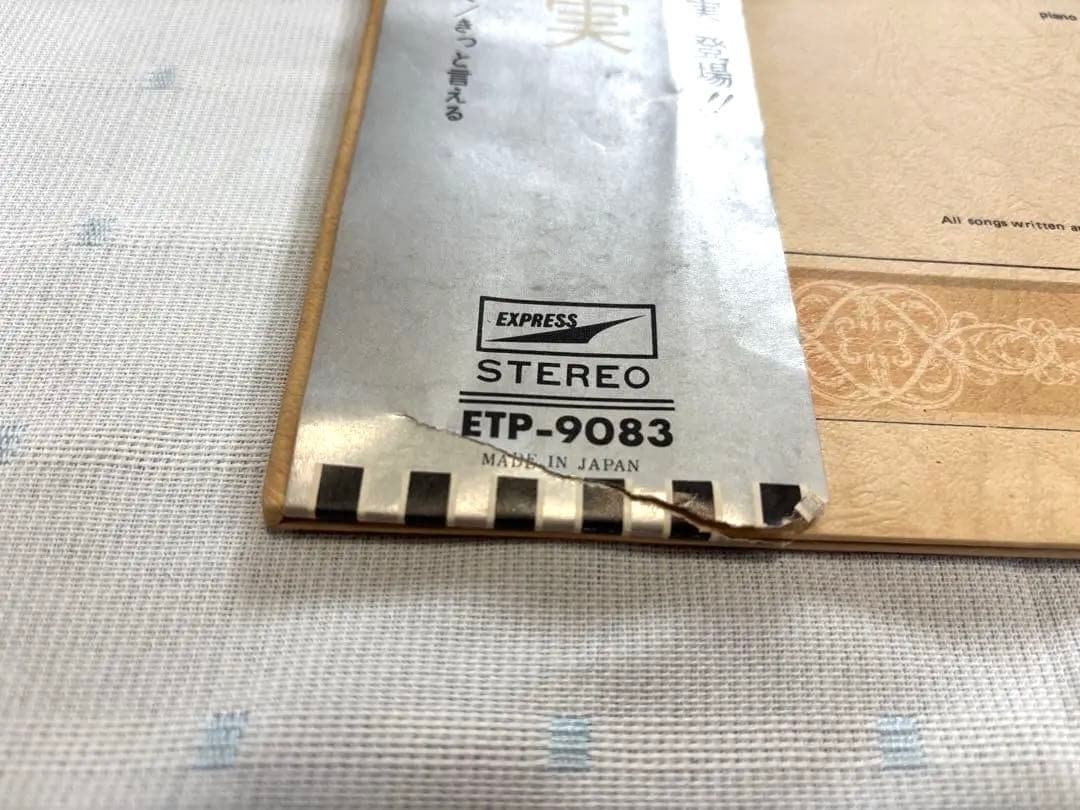 きっと言える
実
実 登場!!
piano
All songs written a
EXPRESS
STEREO
ETP-9083
MADE IN JAPAN